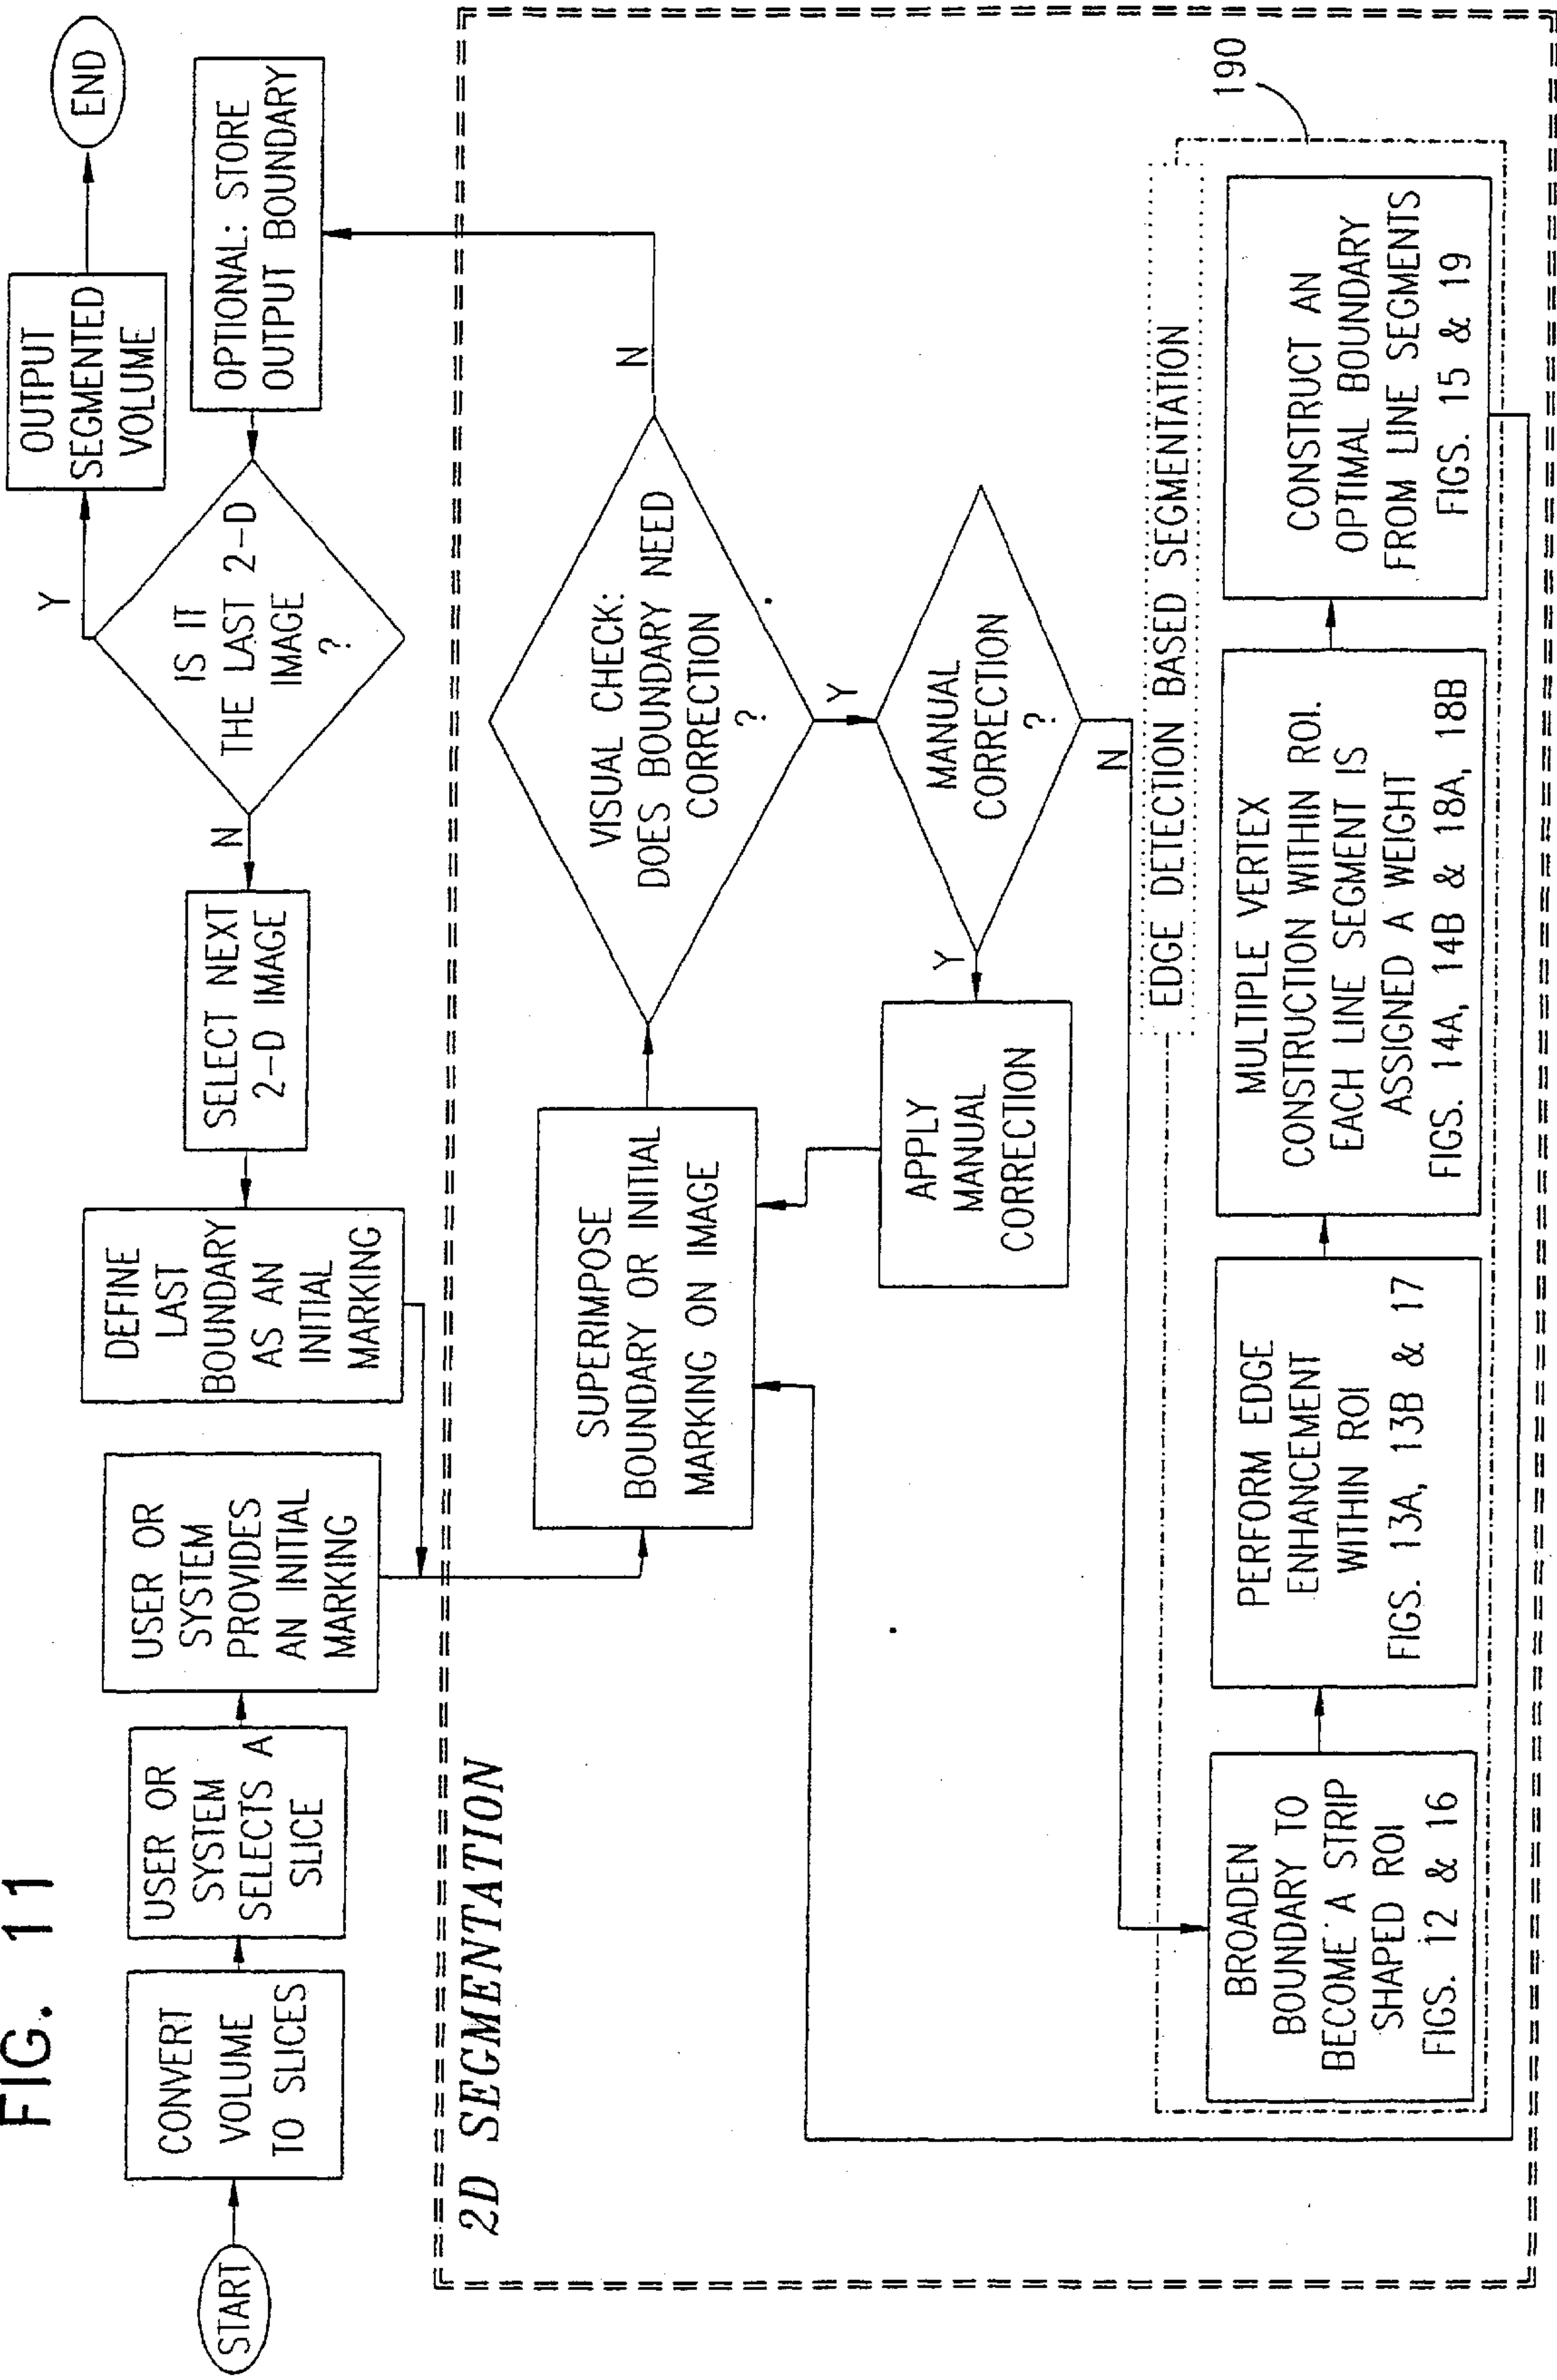 FIG. 11
START
CONVERT
VOLUME
TO SLICES
USER OR
SYSTEM
SELECTS A
SLICE
USER OR
SYSTEM
PROVIDES
AN INITIAL
MARKING
DEFINE
LAST
BOUNDARY
AS AN
INITIAL
MARKING
SELECT NEXT
2-D IMAGE
N
IS IT
THE LAST 2-D
IMAGE
?
Y
OUTPUT
SEGMENTED
VOLUME
END
OPTIONAL: STORE
OUTPUT BOUNDARY
2D SEGMENTATION
SUPERIMPOSE
BOUNDARY OR INITIAL
MARKING ON IMAGE
VISUAL CHECK:
DOES BOUNDARY NEED
CORRECTION
?
N
Y
MANUAL
CORRECTION
?
Y
N
APPLY
MANUAL
CORRECTION
EDGE DETECTION BASED SEGMENTATION
190
BROADEN
BOUNDARY TO
BECOME A STRIP
SHAPED ROI
FIGS. 12 & 16
PERFORM EDGE
ENHANCEMENT
WITHIN ROI
FIGS. 13A, 13B & 17
MULTIPLE VERTEX
CONSTRUCTION WITHIN ROI.
EACH LINE SEGMENT IS
ASSIGNED A WEIGHT
FIGS. 14A, 14B & 18A, 18B
CONSTRUCT AN
OPTIMAL BOUNDARY
FROM LINE SEGMENTS
FIGS. 15 & 19